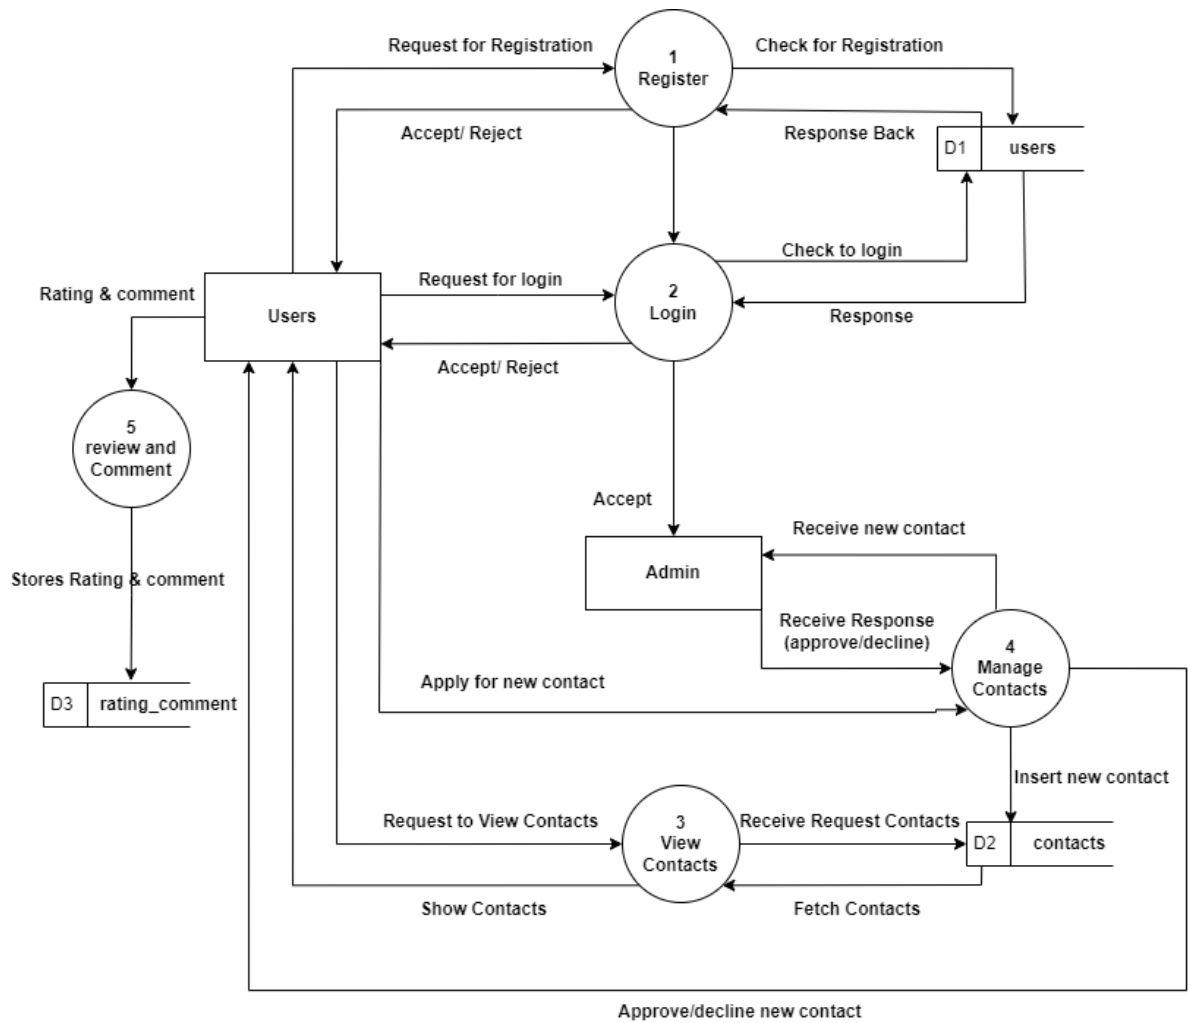 Request for Registration
1
Register
Check for Registration
Accept/ Reject
Response Back
D1
users
Check to login
Rating & comment
Request for login
Users
2
Login
Response
Accept/ Reject
5
review and
Comment
Accept
Receive new contact
Admin
Stores Rating & comment
Receive Response
(approve/decline)
4
Manage
Contacts
Apply for new contact
D3
rating_comment
Insert new contact
Request to View Contacts
3
View
Contacts
Receive Request Contacts
D2
contacts
Show Contacts
Fetch Contacts
Approve/decline new contact